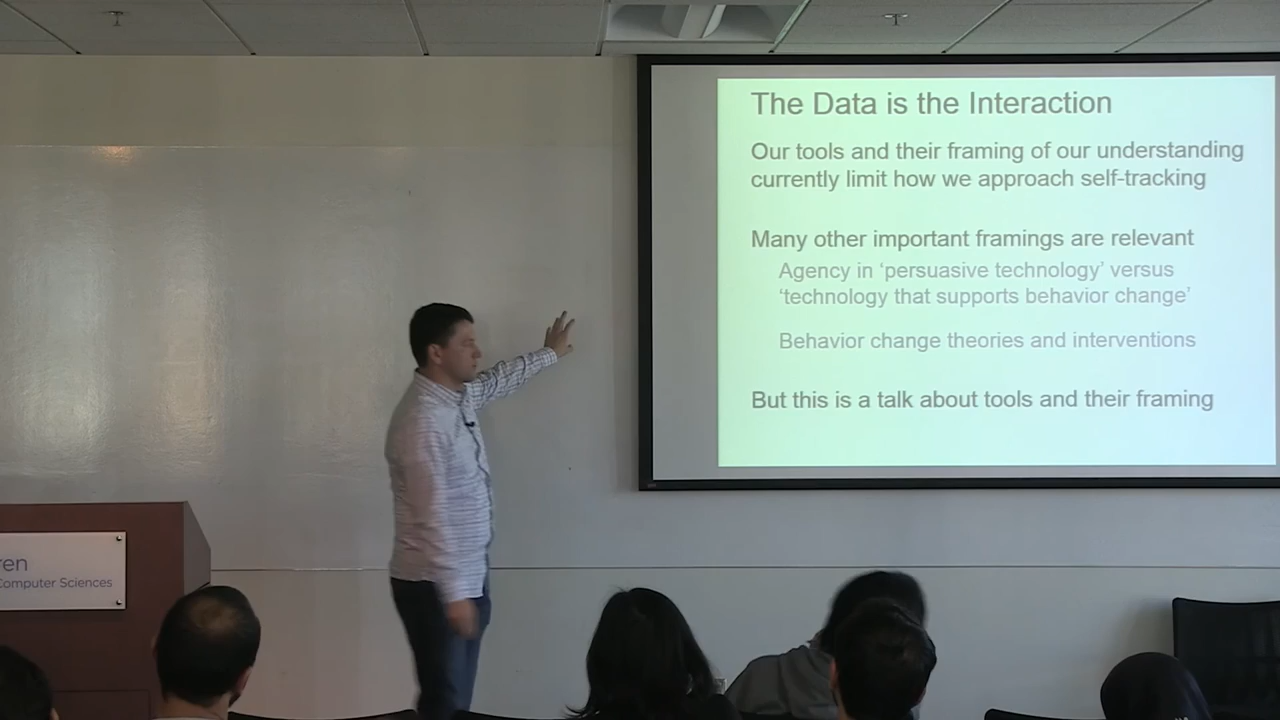 The Data is the Interaction
Our tools and their framing of our understanding
currently limit how we approach self-tracking
Many other important framings are relevant
Agency in ‘persuasive technology’ versus
‘technology that supports behavior change’
Behavior change theories and interventions
But this is a talk about tools and their framing
ren
Computer Sciences